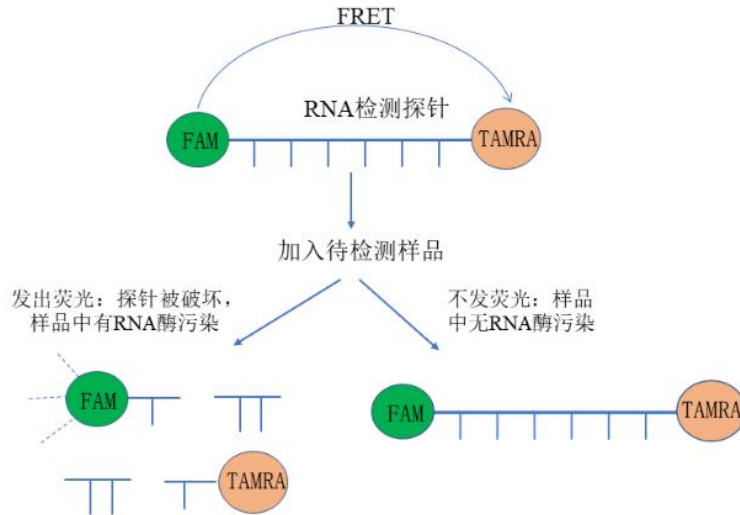 FRET
RNA检测探针
FAM
TAMRA
加入待检测样品
发出荧光：探针被破坏，
样品中有RNA酶污染
不发荧光：样品
中无RNA酶污染
FAM
FAM
TAMRA
TAMRA